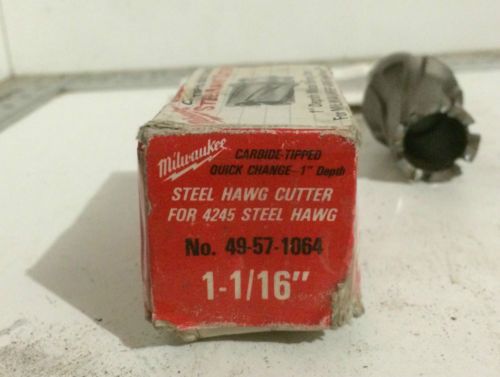 Milwaukee
CARBIDE-TIPPED
QUICK CHANGE-1" Depth
STEEL HAWG CUTTER
FOR 4245 STEEL HAWG
No. 49-57-1064
1-1/16"